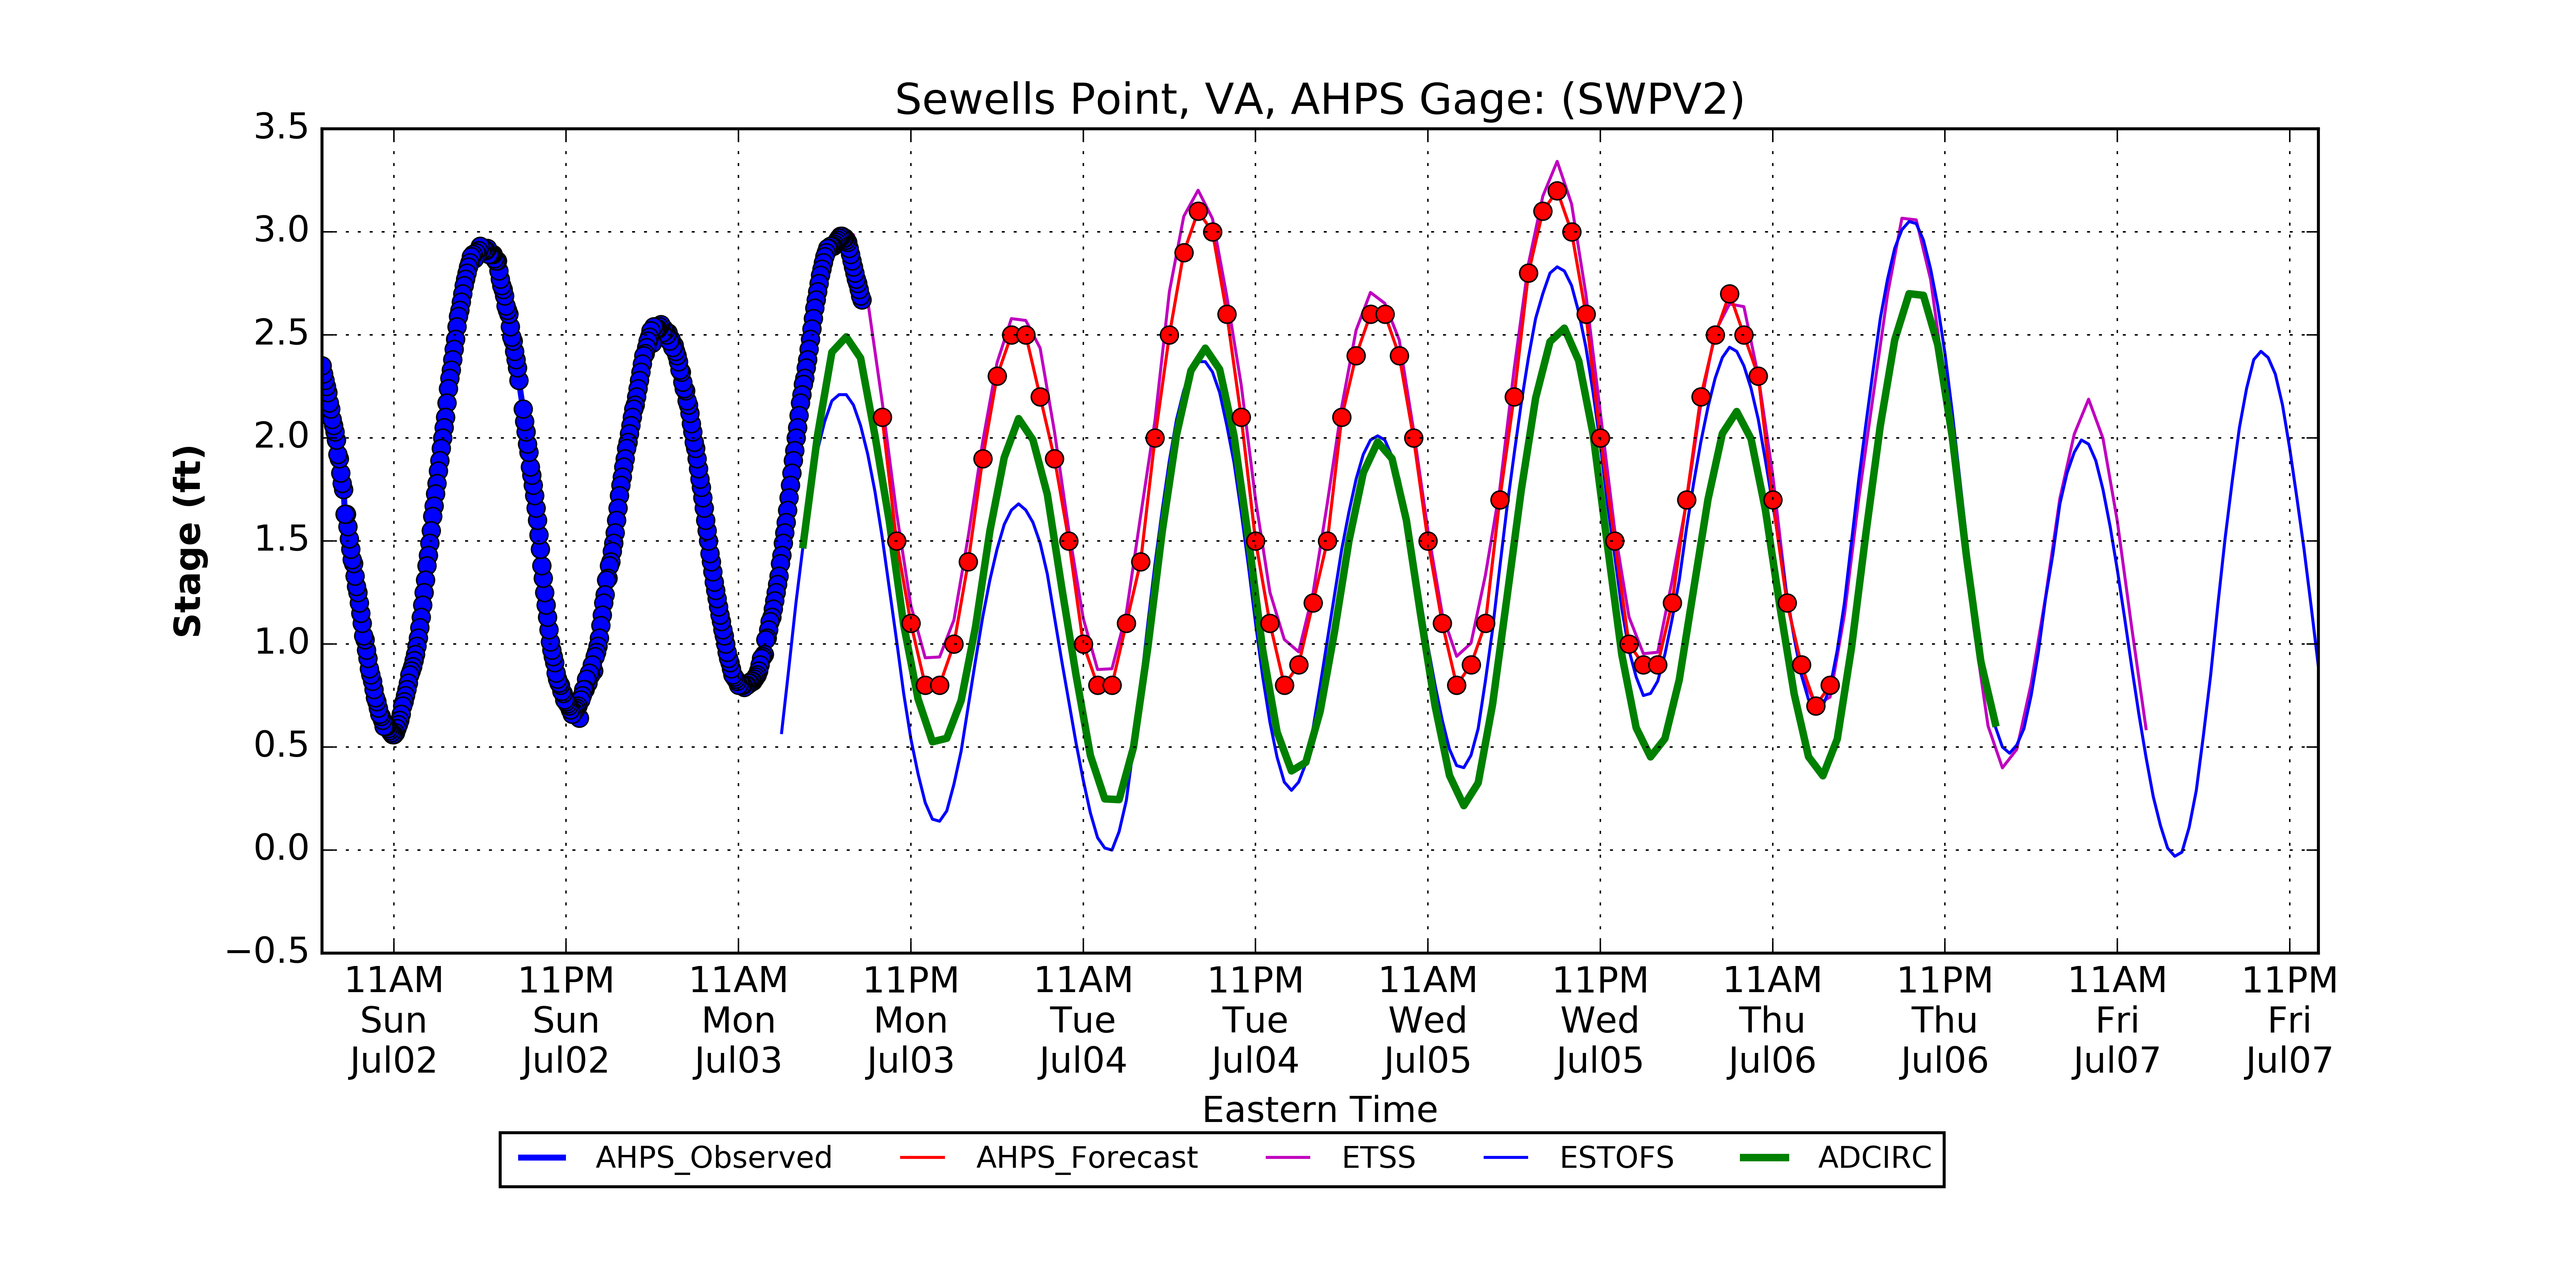 Sewells Point, VA, AHPS Gage: (SWPV2)
3.5
3.0
2.5
2.0
1.5
1.0
0.5
0.0
−0.5
Stage (ft)
11AM 11PM 11AM 11PM 11AM 11PM 11AM 11PM 11AM 11PM 11AM 11PM
Sun Sun Mon Mon Tue Tue Wed Wed Thu Thu Fri Fri
Jul02 Jul02 Jul03 Jul03 Jul04 Jul04 Jul05 Jul05 Jul06 Jul06 Jul07 Jul07
Eastern Time
AHPS_Observed AHPS_Forecast ETSS ESTOFS ADCIRC